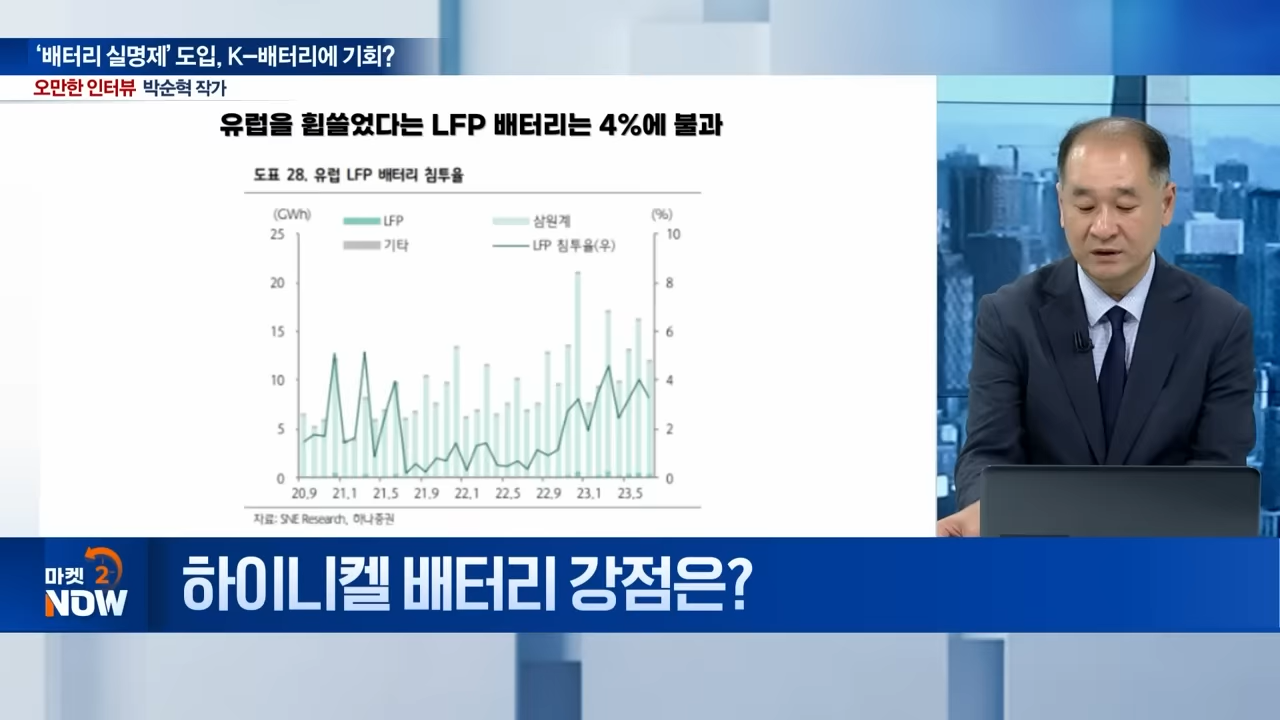 ‘배터리 실명제’ 도입, K-배터리에 기회?
오만한 인터뷰 박순혁 작가
유럽을 휩쓸었다는 LFP 배터리는 4%에 불과
도표 28. 유럽 LFP 배터리 침투율
(GWh) (%)
LFP 삼원계
기타 LFP 침투율(우)
25 10
20 8
15 6
10 4
5 2
0 0
20.9 21.1 21.5 21.9 22.1 22.5 22.9 23.1 23.5
자료: SNE Research, 하나증권
마켓 2
NOW
하이니켈 배터리 강점은?